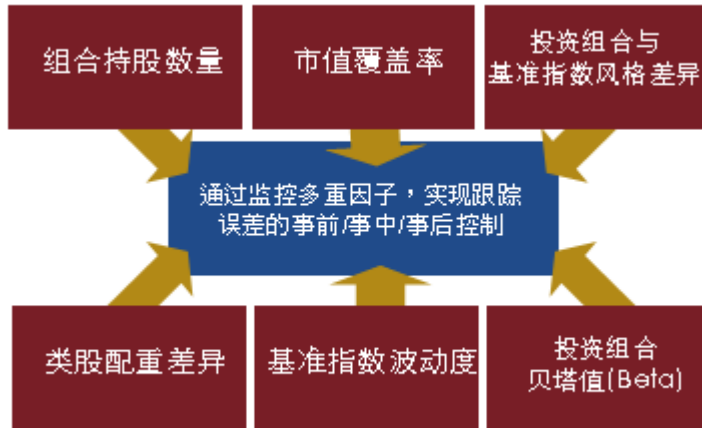 组合持股数量
市值覆盖率
投资组合与
基准指数风格差异
通过监控多重因子，实现跟踪
误差的事前/事中/事后控制
类股配重差异
基准指数波动度
投资组合
贝塔值(Beta)